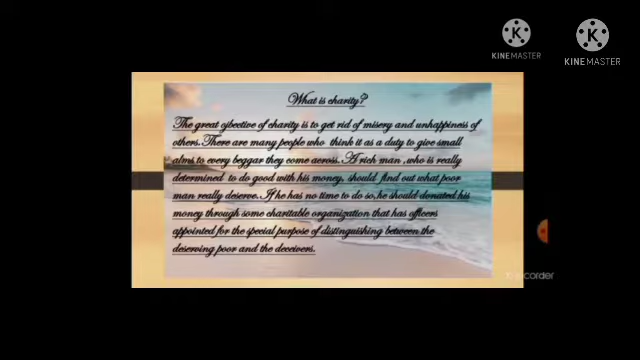 KINEMASTER
KINEMASTER
What is charity?
The great ojbective of charity is to get rid of misery and unhappiness of
others.There are many people who think it as a duty to give small
alms to every beggar they come across.A rich man ,who is really
determined to do good with his money, should find out what poor
man really deserve.If he has no time to do so,he should donated his
money through some charitable organization that has officers
appointed for the special purpose of distinguishing between the
deserving poor and the deceivers.